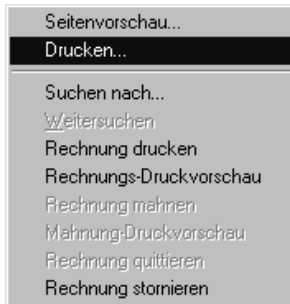 Seitenvorschau...
Drucken...
Suchen nach...
Weitersuchen
Rechnung drucken
Rechnungs-Druckvorschau
Rechnung mahnen
Mahnung-Druckvorschau
Rechnung quittieren
Rechnung stornieren